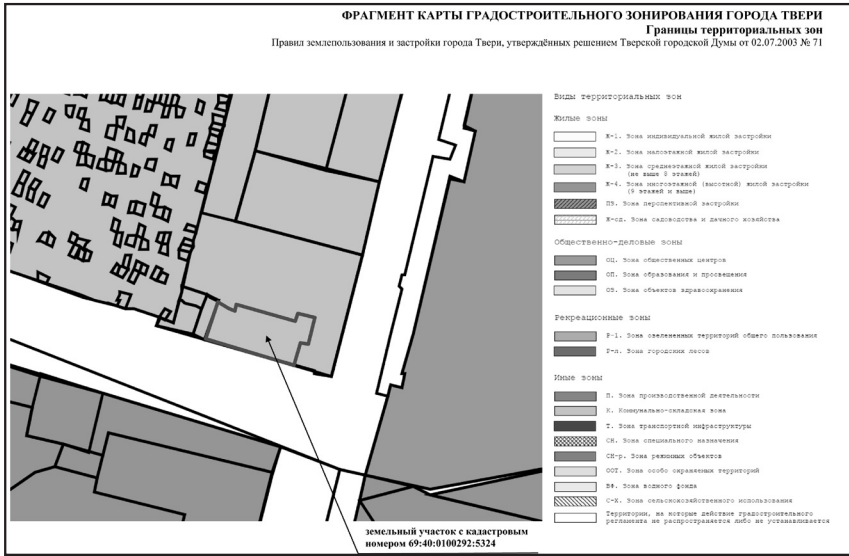 ФРАГМЕНТ КАРТЫ ГРАДОСТРОИТЕЛЬНОГО ЗОНИРОВАНИЯ ГОРОДА ТВЕРИ
Границы территориальных зон
Правил землепользования и застройки города Твери, утверждённых решением Тверской городской Думы от 02.07.2003 № 71
Виды территориальных зон
Жилые зоны
Ж-1. Зона индивидуальной жилой застройки
Ж-2. Зона малоэтажной жилой застройки
Ж-3. Зона среднеэтажной жилой застройки
(не выше 8 этажей)
Ж-4. Зона многоэтажной (высотной) жилой застройки
(9 этажей и выше)
ПЗ. Зона перспективной застройки
Ж-сд. Зона садоводства и дачного хозяйства
Общественно-деловые зоны
ОЦ. Зона общественных центров
ОП. Зона образования и просвещения
ОЗ. Зона объектов здравоохранения
Рекреационные зоны
Р-1. Зона озелененных территорий общего пользования
Р-л. Зона городских лесов
Иные зоны
П. Зона производственной деятельности
К. Коммунально-складская зона
Т. Зона транспортной инфраструктуры
СН. Зона специального назначения
СН-р. Зона режимных объектов
ООТ. Зона особо охраняемых территорий
ВФ. Зона водного фонда
С-Х. Зона сельскохозяйственного использования
Территории, на которые действие градостроительного
регламента не распространяется либо не устанавливается
земельный участок с кадастровым
номером 69:40:0100292:5324